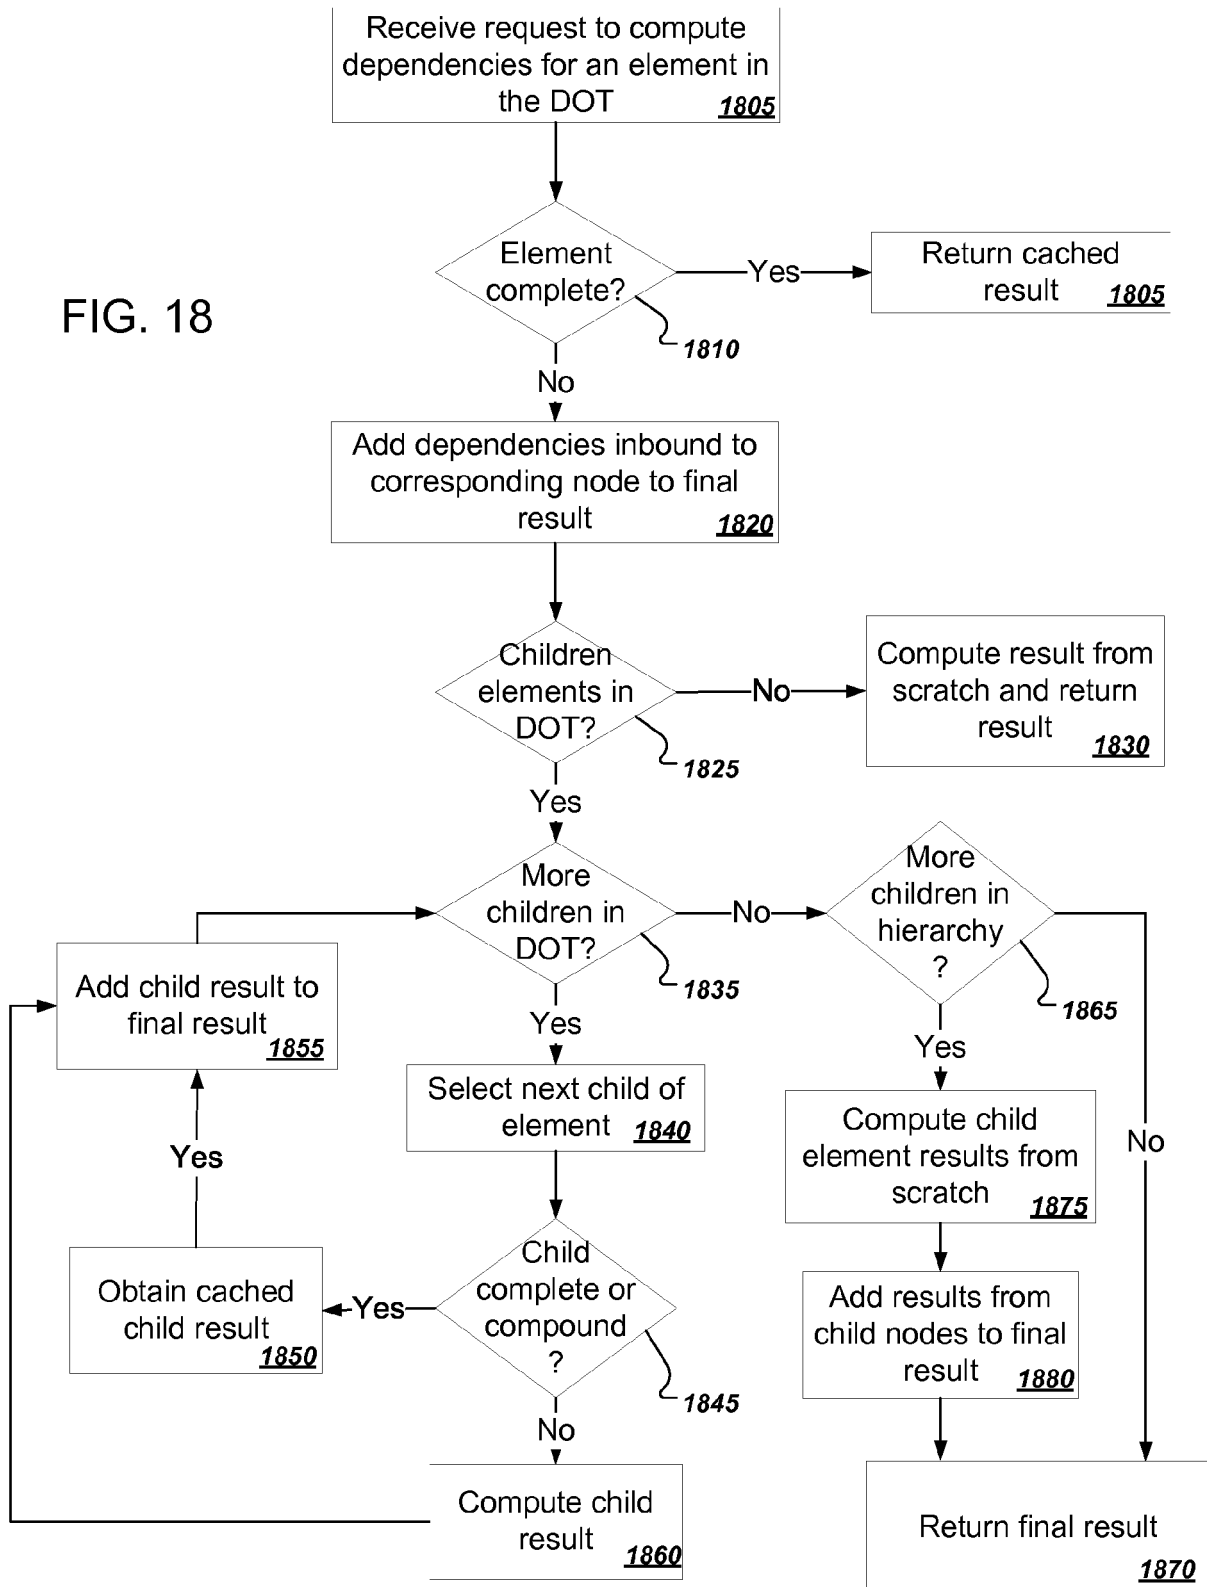 Receive request to compute
dependencies for an element in
the DOT
1805
Element
complete?
1810
Yes
Return cached
result
1805
FIG. 18
No
Add dependencies inbound to
corresponding node to final
result
1820
Children
elements in
DOT?
1825
No
Compute result from
scratch and return
result
1830
Yes
More
children in
DOT?
1835
No
More
children in
hierarchy
?
1865
Add child result to
final result
1855
Yes
Select next child of
element
1840
Yes
Compute child
element results from
scratch
1875
No
Yes
Child
complete or
compound
?
1845
Yes
Obtain cached
child result
1850
Add results from
child nodes to final
result
1880
No
Compute child
result
1860
Return final result
1870